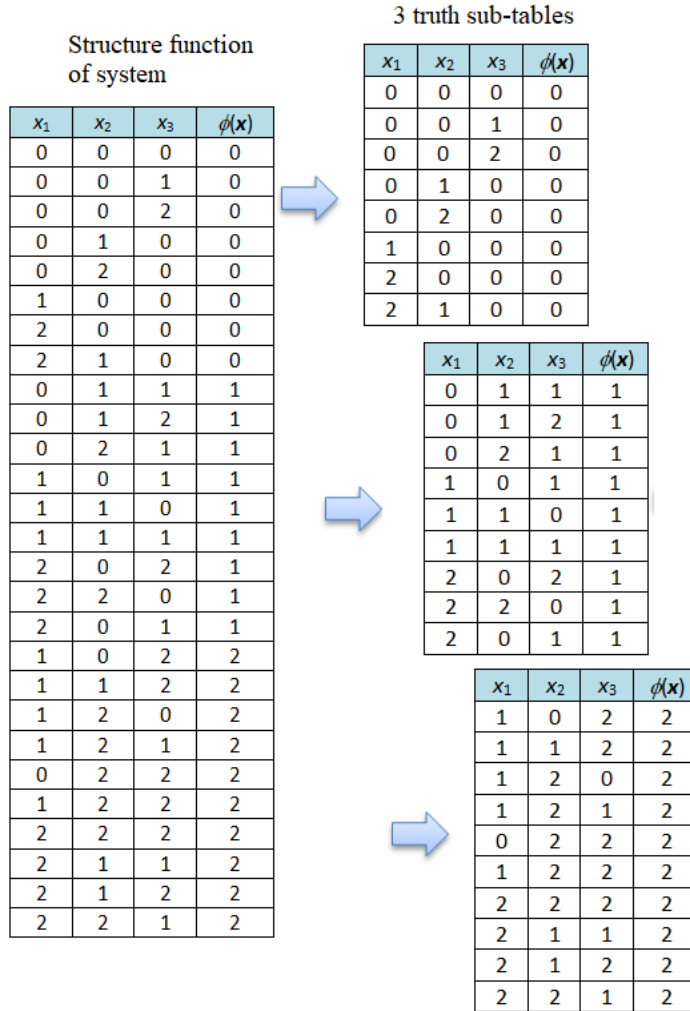 3 truth sub-tables
Structure function
of system
x1 x2 x3 ϕ(x)
0 0 0 0
0 0 1 0
0 0 2 0
0 1 0 0
0 2 0 0
1 0 0 0
2 0 0 0
2 1 0 0
0 1 1 1
0 1 2 1
0 2 1 1
1 0 1 1
1 1 0 1
1 1 1 1
2 0 2 1
2 2 0 1
2 0 1 1
1 0 2 2
1 1 2 2
1 2 0 2
1 2 1 2
0 2 2 2
1 2 2 2
2 2 2 2
2 1 1 2
2 1 2 2
2 2 1 2
x1 x2 x3 ϕ(x)
0 0 0 0
0 0 1 0
0 0 2 0
0 1 0 0
0 2 0 0
1 0 0 0
2 0 0 0
2 1 0 0
x1 x2 x3 ϕ(x)
0 1 1 1
0 1 2 1
0 2 1 1
1 0 1 1
1 1 0 1
1 1 1 1
2 0 2 1
2 2 0 1
2 0 1 1
x1 x2 x3 ϕ(x)
1 0 2 2
1 1 2 2
1 2 0 2
1 2 1 2
0 2 2 2
1 2 2 2
2 2 2 2
2 1 1 2
2 1 2 2
2 2 1 2